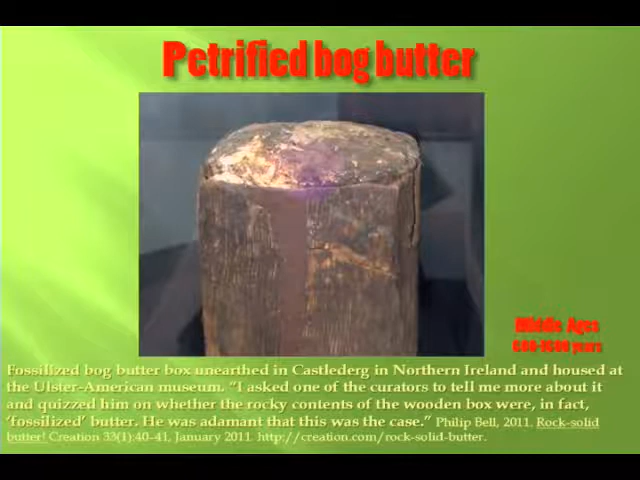 Petrified bog butter
Middle Ages
years
Fossilized bog butter box unearthed in Castlederg in Northern Ireland and housed at
the Ulster-American museum. “I asked one of the curators to tell me more about it
and quizzed him on whether the rocky contents of the wooden box were, in fact,
‘fossilized’ butter. He was adamant that this was the case.” Philip Bell, 2011. Rock-solid
butter! Creation 33(1):40-41, January 2011. http://creation.com/rock-solid-butter.